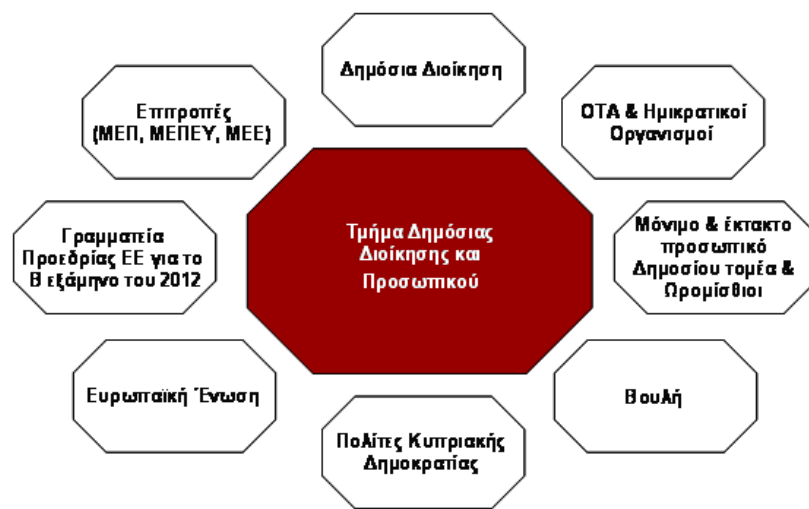 Δημόσια Διοίκηση
Επιτροπές
(ΜΕΠ, ΜΕΠΕΥ, ΜΕΕ)
ΟΤΑ & Ημικρατικοί
Οργανισμοί
Τμήμα Δημόσιας
Διοίκησης και
Προσωπικού
Γραμματεία
Προεδρίας ΕΕ για το
Β εξάμηνο του 2012
Μόνιμο & έκτακτο
προσωπικό
Δημοσίου τομέα &
Ωρομίσθιοι
Ευρωπαϊκή Ένωση
Βουλή
Πολίτες Κυπριακής
Δημοκρατίας